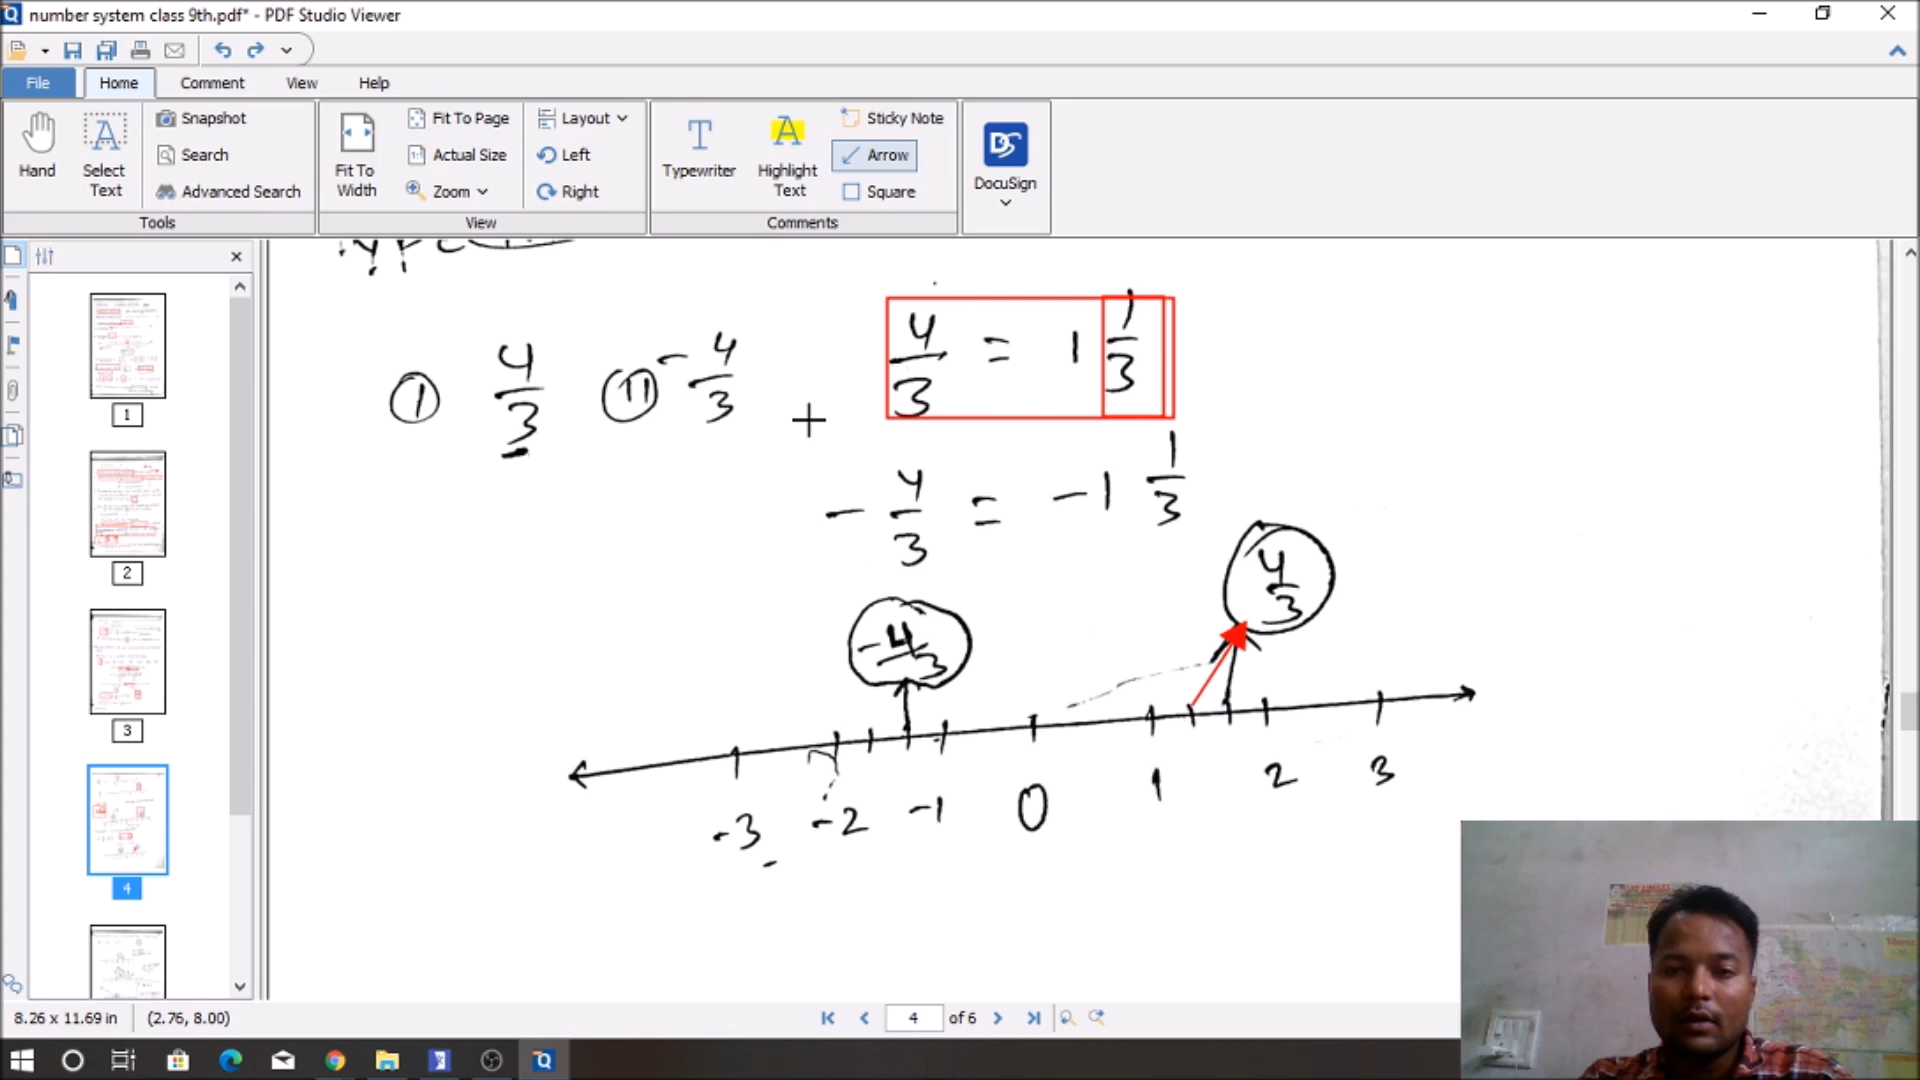 number system class 9th.pdf* - PDF Studio Viewer
File Home Comment View Help
Hand
Select Text
Snapshot
Search
Advanced Search
Tools
Fit To Width
Fit To Page
Actual Size
Zoom
Layout
Left
Right
View
Typewriter
Highlight Text
Sticky Note
Arrow
Square
Comments
DocuSign
1
2
3
4
① 4/3 ⑪ -4/3
4/3 = 1 1/3
-4/3 = -1 1/3
-4/3
4/3
-3 -2 -1 0 1 2 3
8.26 x 11.69 in (2.76, 8.00)
4 of 6